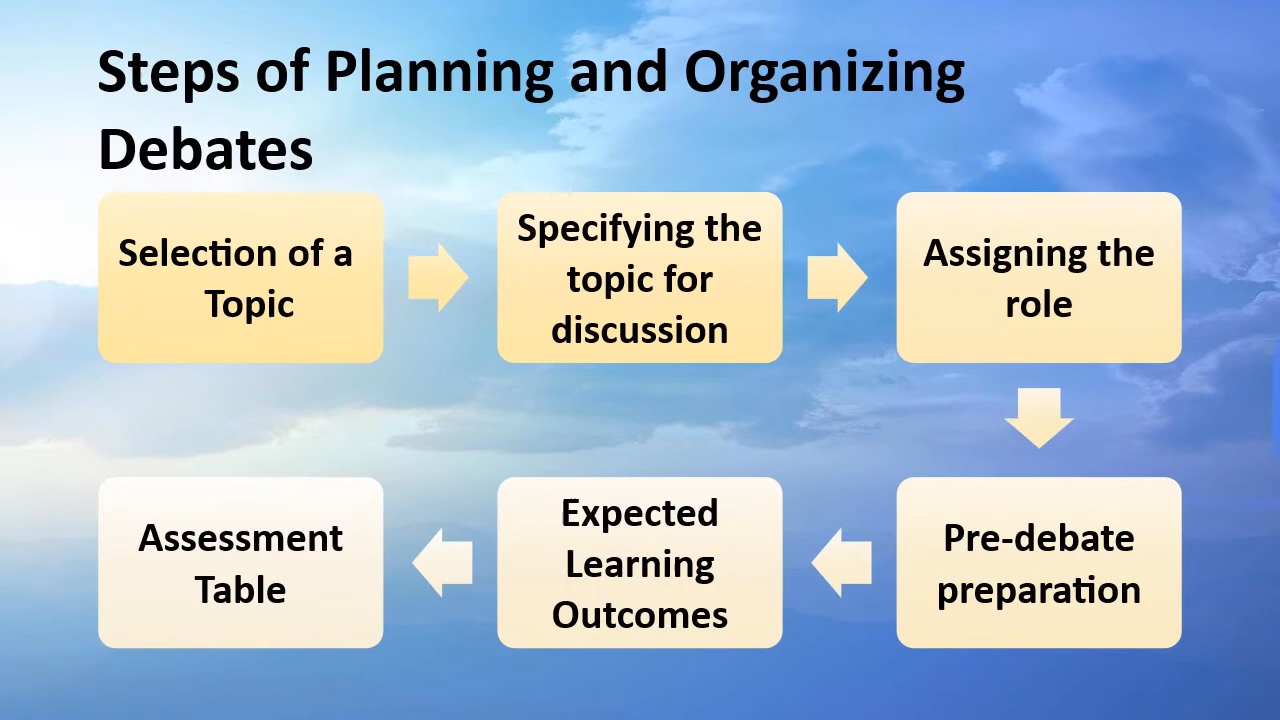 Steps of Planning and Organizing
Debates
Selection of a
Topic
Specifying the
topic for
discussion
Assigning the
role
Pre-debate
preparation
Expected
Learning
Outcomes
Assessment
Table